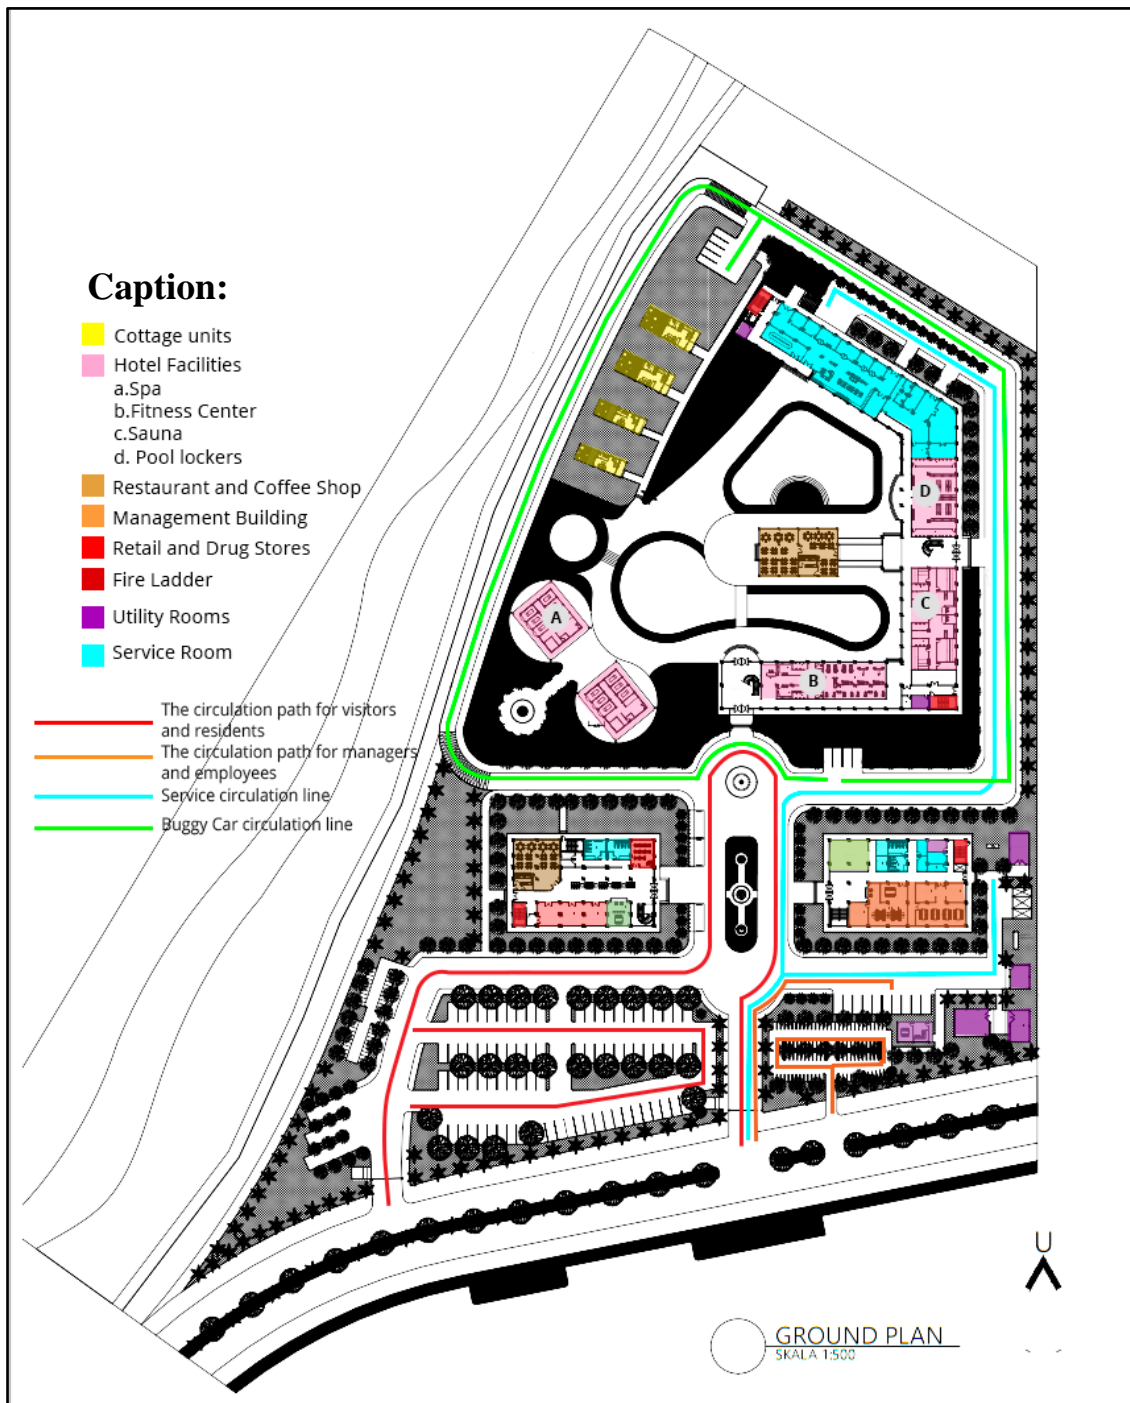 Caption:
Cottage units
Hotel Facilities
a.Spa
b.Fitness Center
c.Sauna
d. Pool lockers
Restaurant and Coffee Shop
Management Building
Retail and Drug Stores
Fire Ladder
Utility Rooms
Service Room
The circulation path for visitors
and residents
The circulation path for managers
and employees
Service circulation line
Buggy Car circulation line
D
C
A
B
U
GROUND PLAN
SKALA 1:500